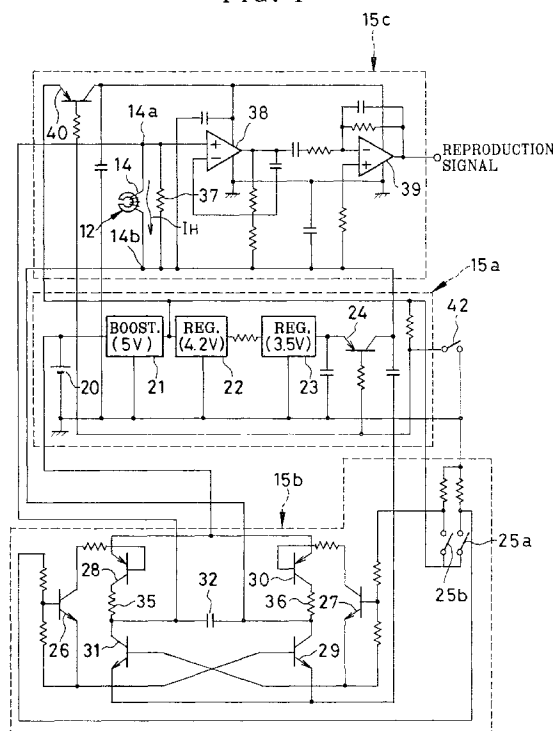 15c
40
14a
38
14
12
37
IH
14b
39
REPRODUCTION
SIGNAL
15a
BOOST.
(5V)
REG.
(4.2V)
REG.
(3.5V)
24
42
20
21
22
23
15b
25a
25b
28
30
35
32
36
27
26
31
29